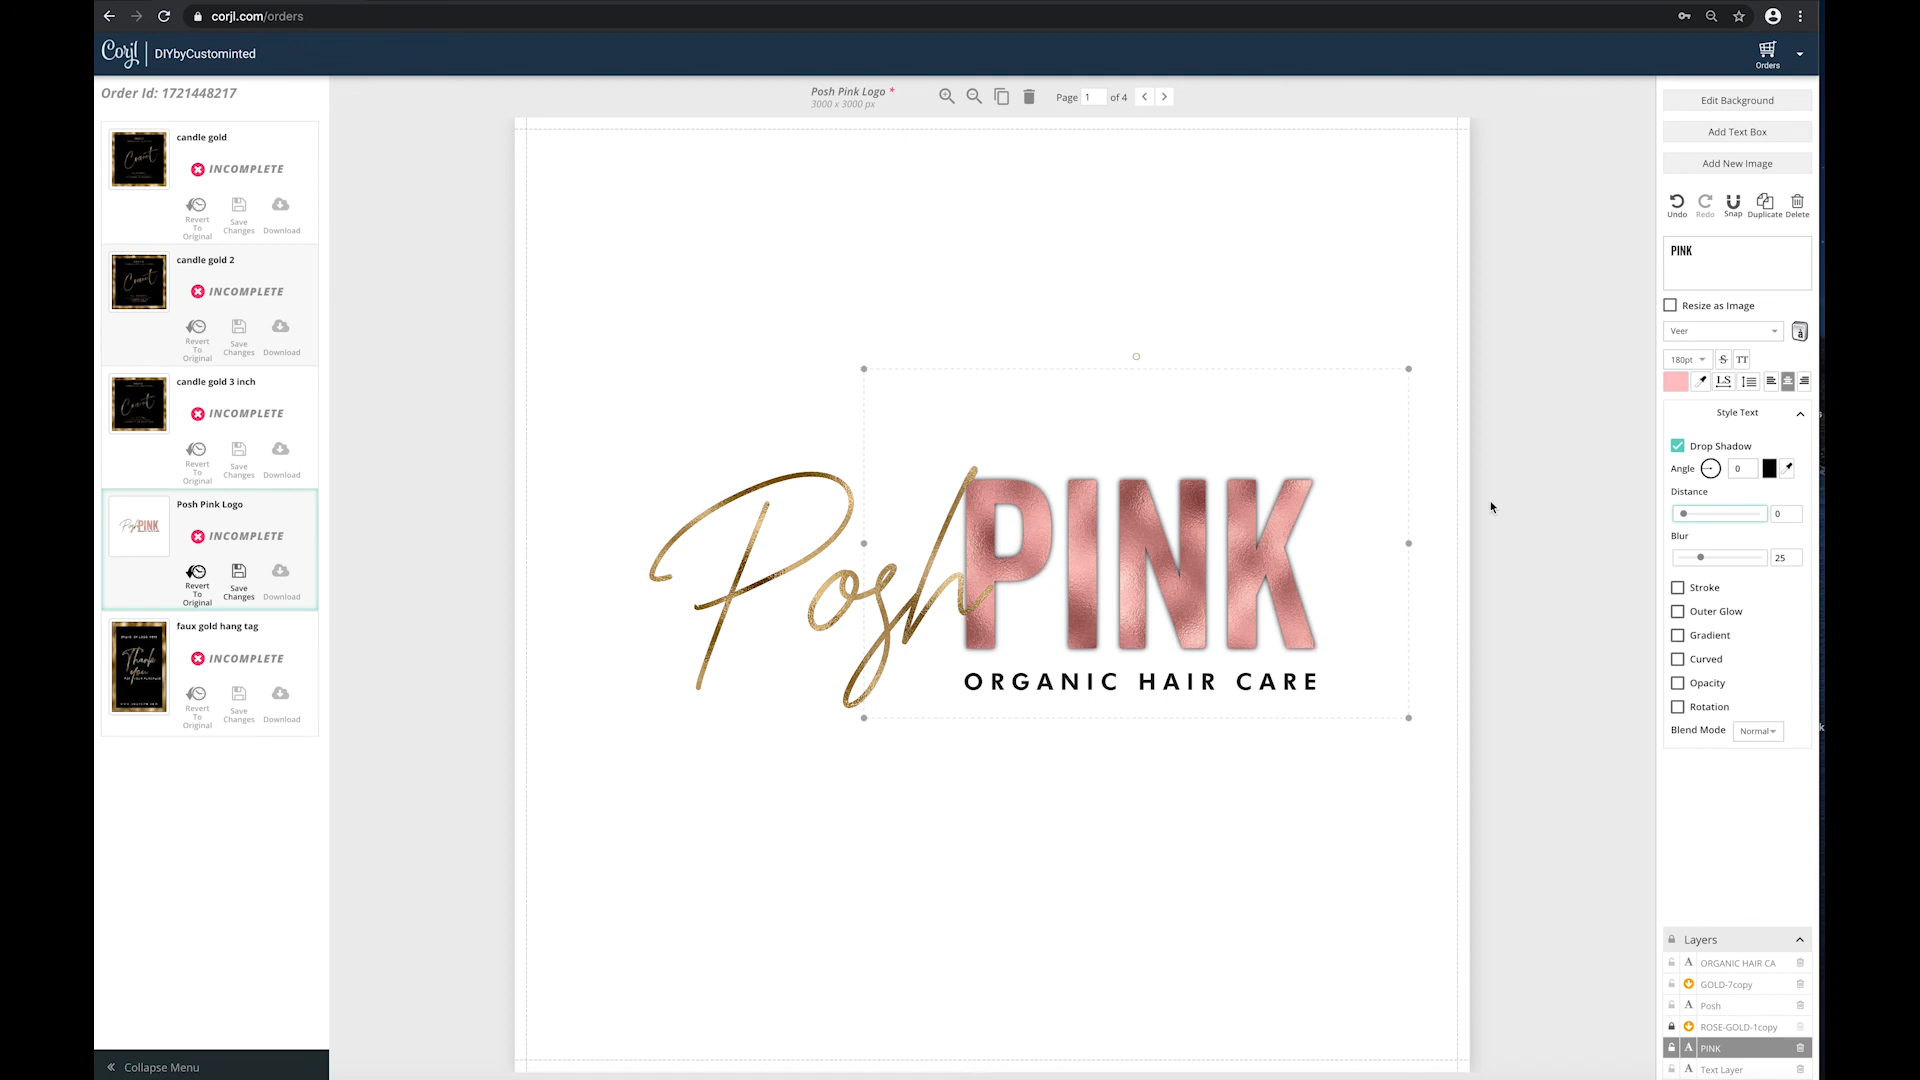 corjl.com/orders
Corjl | DIYbyCustominted
Orders
Order Id: 1721448217
candle gold
INCOMPLETE
Revert To Original
Save Changes
Download
candle gold 2
INCOMPLETE
Revert To Original
Save Changes
Download
candle gold 3 inch
INCOMPLETE
Revert To Original
Save Changes
Download
Posh Pink Logo
INCOMPLETE
Revert To Original
Save Changes
Download
faux gold hang tag
INCOMPLETE
Revert To Original
Save Changes
Download
Collapse Menu
Posh Pink Logo *
3000 x 3000 px
Page 1 of 4
Posh PINK
ORGANIC HAIR CARE
Edit Background
Add Text Box
Add New Image
Undo Redo Snap Duplicate Delete
PINK
Resize as Image
Veer
180pt S TT
LS
Style Text
Drop Shadow
Angle 0
Distance
0
Blur
25
Stroke
Outer Glow
Gradient
Curved
Opacity
Rotation
Blend Mode Normal
Layers
A ORGANIC HAIR CA
GOLD-7copy
A Posh
ROSE-GOLD-1copy
A PINK
A Text Layer